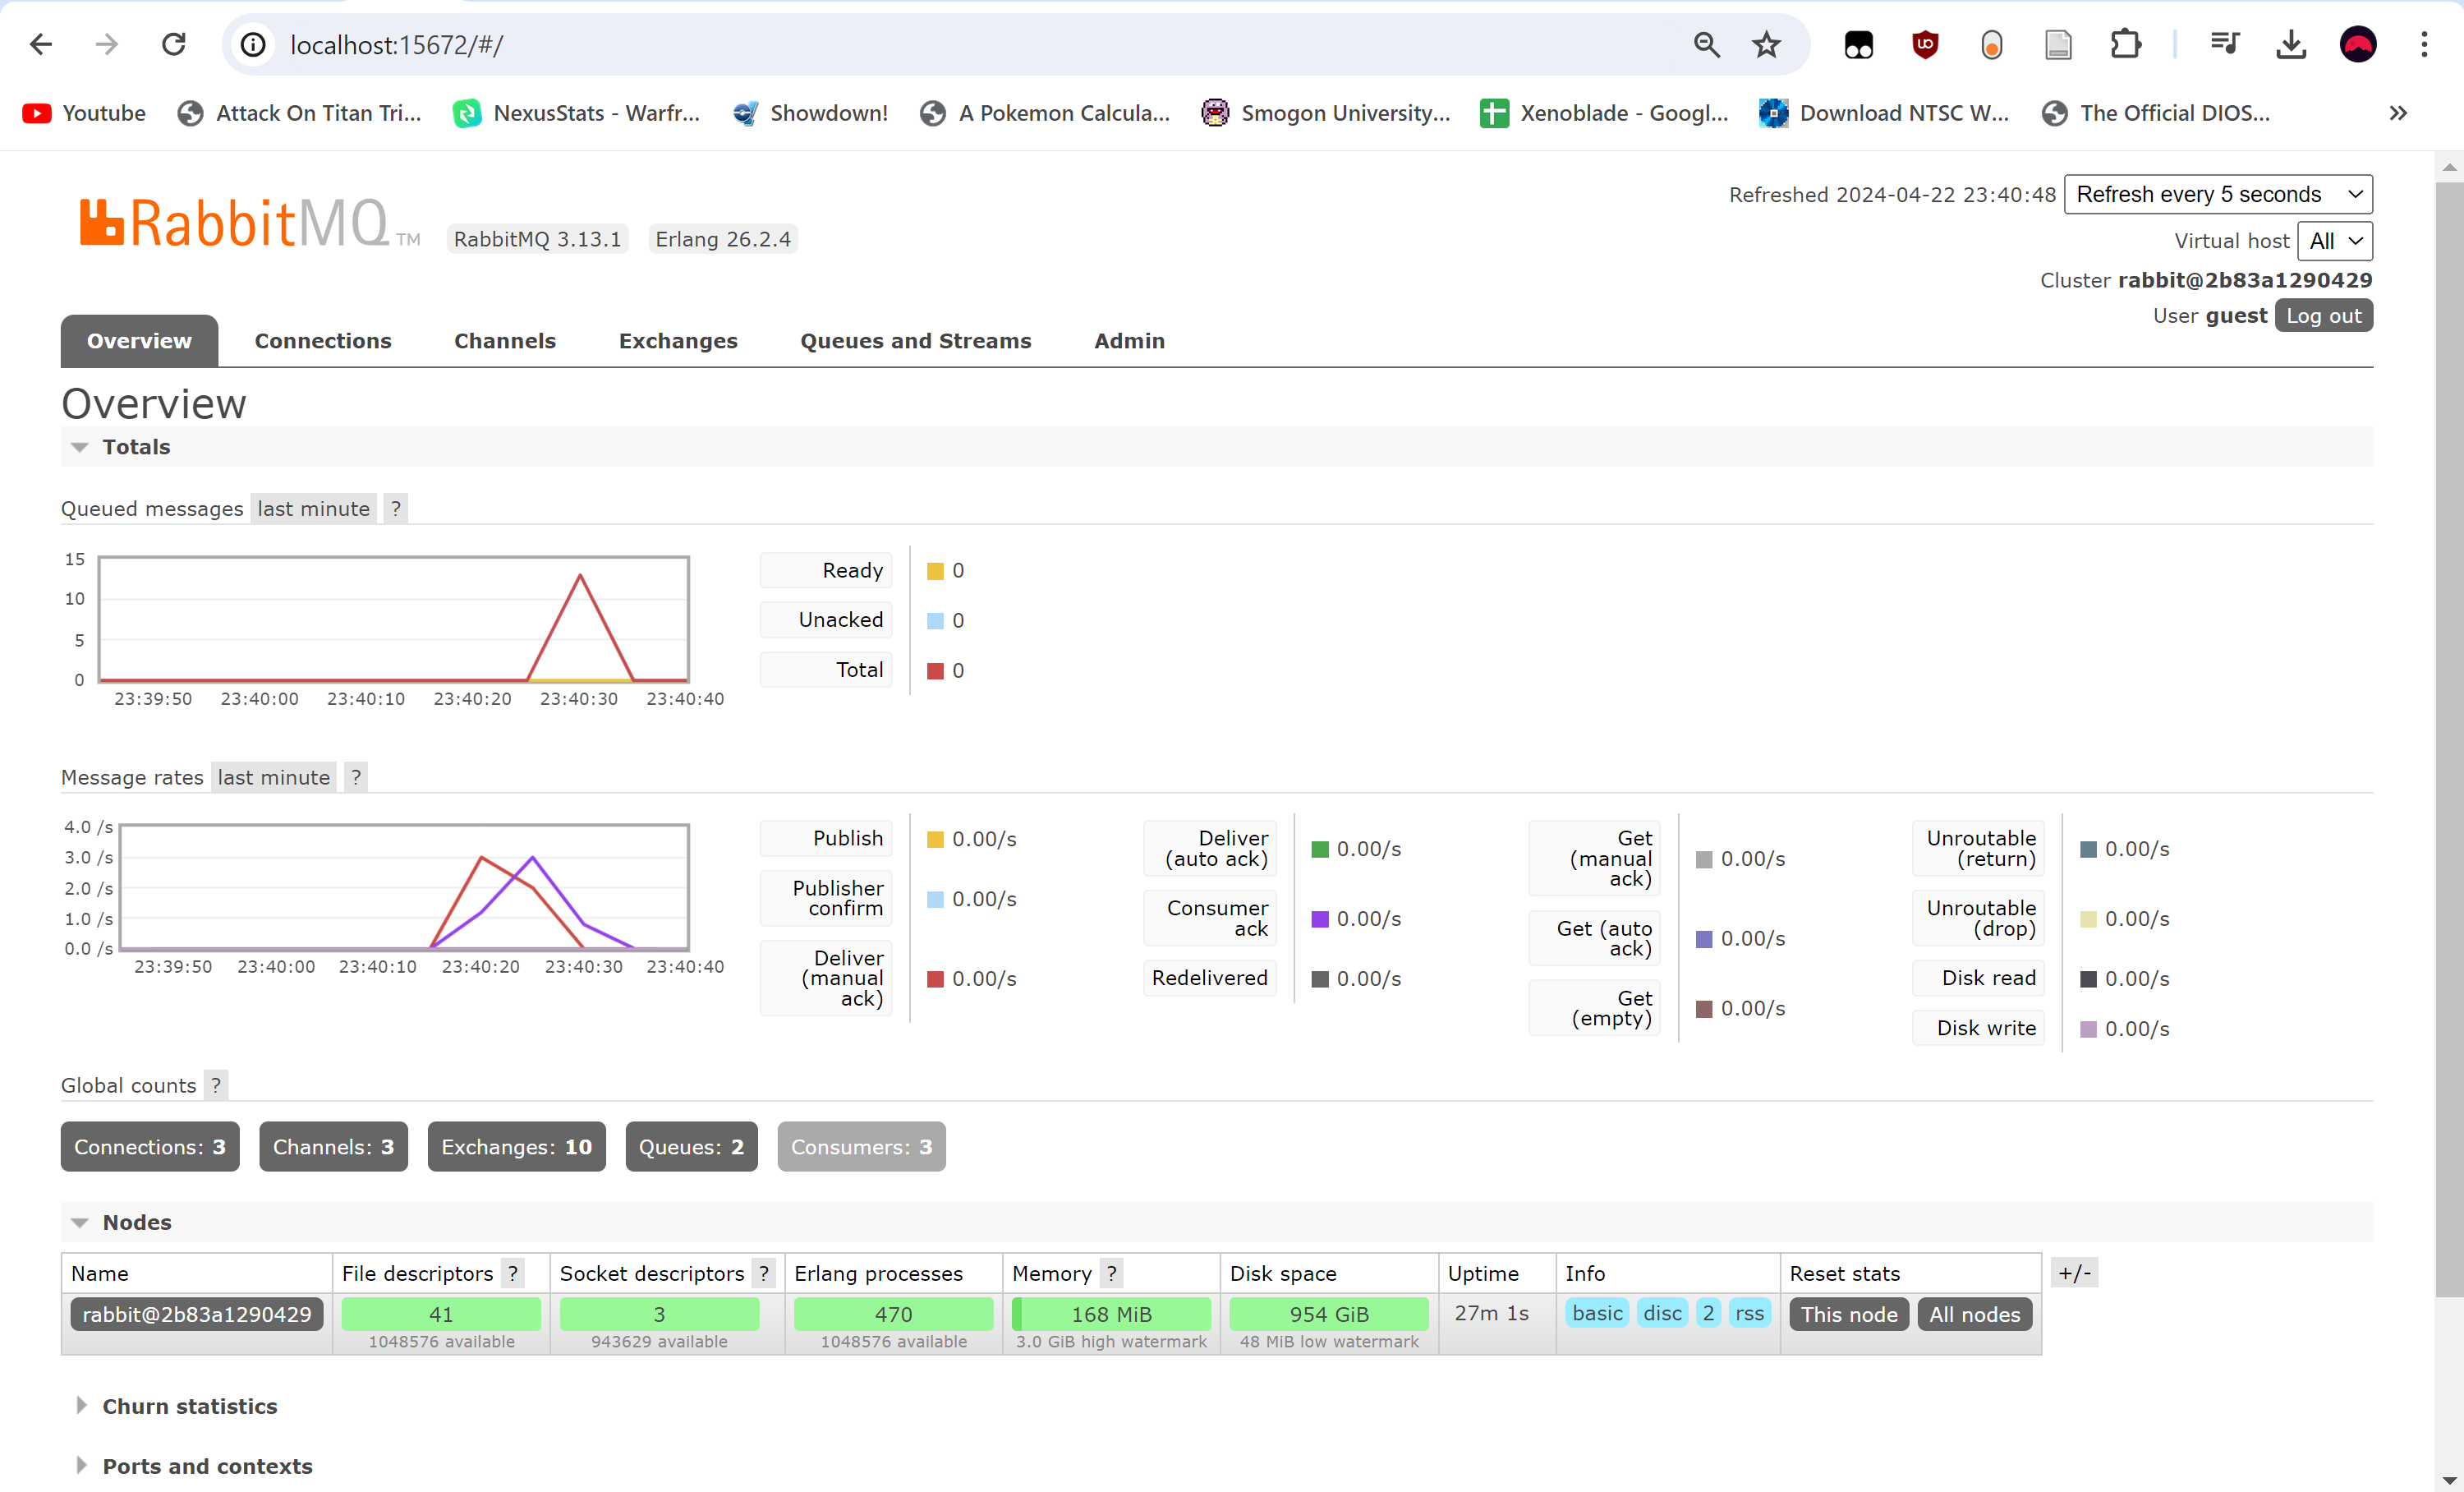 localhost:15672/#/
Youtube Attack On Titan Tri... NexusStats - Warfr... Showdown! A Pokemon Calcula... Smogon University... Xenoblade - Googl... Download NTSC W... The Official DIOS... »
RabbitMQ TM RabbitMQ 3.13.1 Erlang 26.2.4
Refreshed 2024-04-22 23:40:48 Refresh every 5 seconds
Virtual host All
Cluster rabbit@2b83a1290429
User guest Log out
Overview Connections Channels Exchanges Queues and Streams Admin
Overview
Totals
Queued messages last minute ?
15
10
5
0
23:39:50 23:40:00 23:40:10 23:40:20 23:40:30 23:40:40
Ready 0
Unacked 0
Total 0
Message rates last minute ?
4.0 /s
3.0 /s
2.0 /s
1.0 /s
0.0 /s
23:39:50 23:40:00 23:40:10 23:40:20 23:40:30 23:40:40
Publish 0.00/s
Publisher
confirm 0.00/s
Deliver
(manual 0.00/s
ack)
Deliver
(auto ack) 0.00/s
Consumer
ack 0.00/s
Redelivered 0.00/s
Get
(manual 0.00/s
ack)
Get (auto
ack) 0.00/s
Get
(empty) 0.00/s
Unroutable
(return) 0.00/s
Unroutable
(drop) 0.00/s
Disk read 0.00/s
Disk write 0.00/s
Global counts ?
Connections: 3 Channels: 3 Exchanges: 10 Queues: 2 Consumers: 3
Nodes
Name File descriptors ? Socket descriptors ? Erlang processes Memory ? Disk space Uptime Info Reset stats +/-
rabbit@2b83a1290429 41 3 470 168 MiB 954 GiB 27m 1s basic disc 2 rss This node All nodes
1048576 available 943629 available 1048576 available 3.0 GiB high watermark 48 MiB low watermark
Churn statistics
Ports and contexts